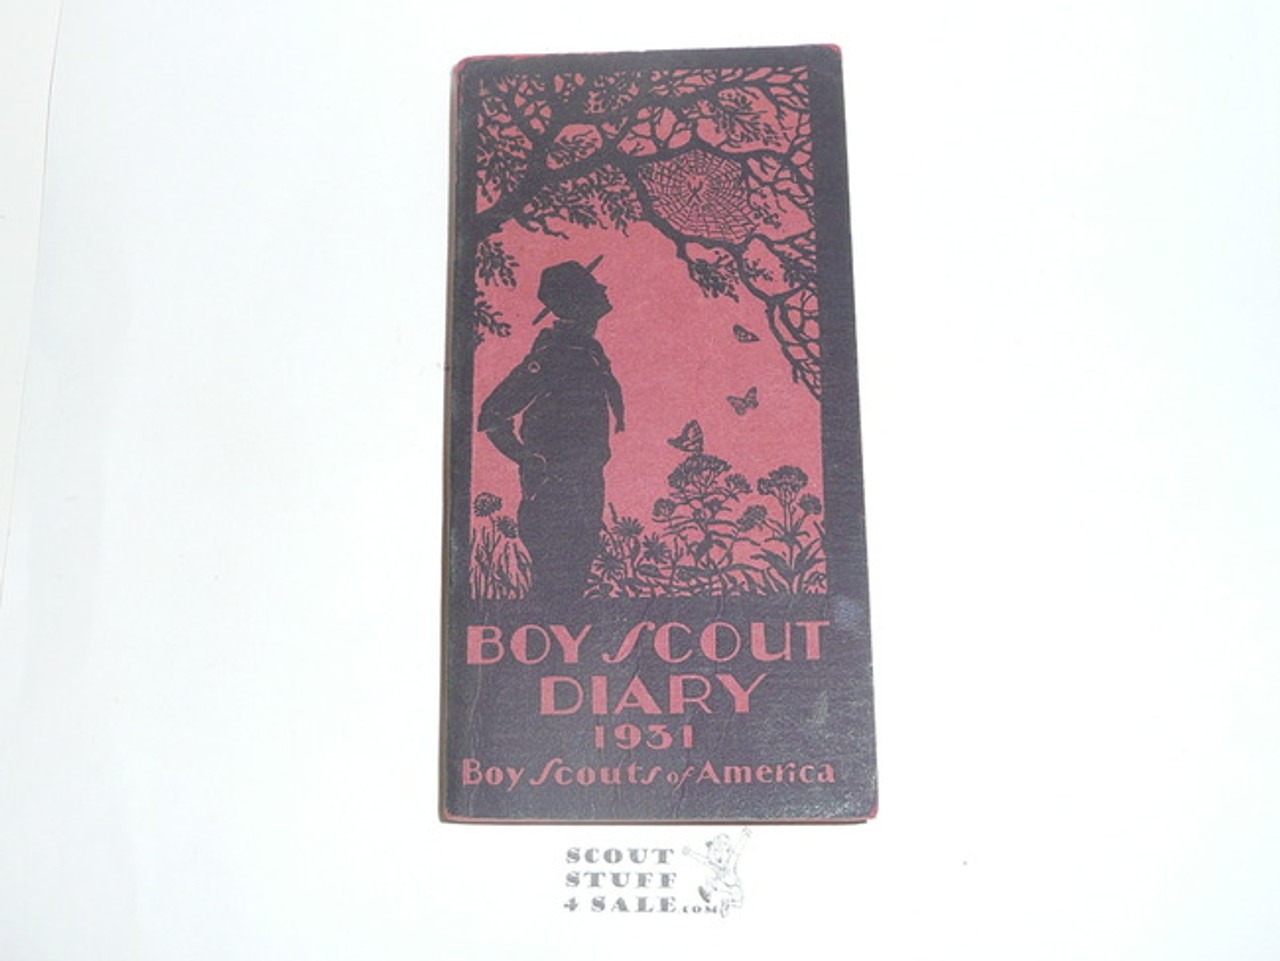 BOY SCOUT
DIARY
1931
Boy Scouts of America
SCOUT
STUFF
4 SALE.COM